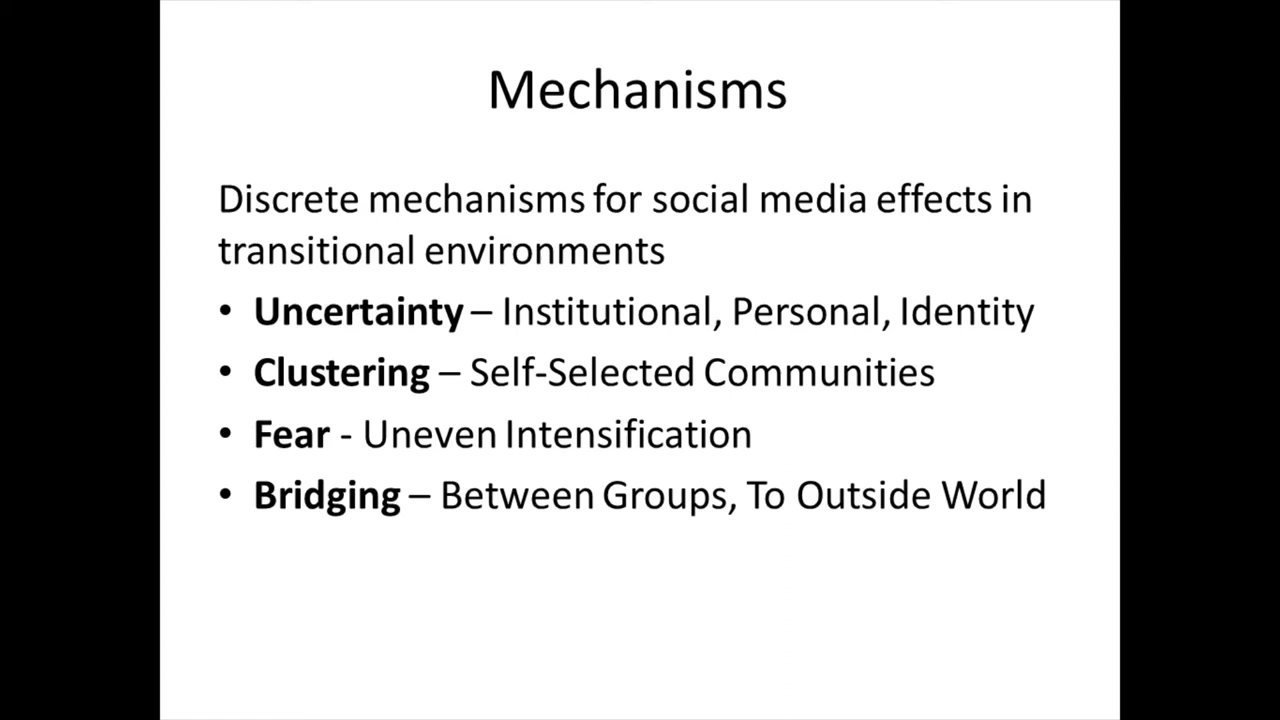 Mechanisms
Discrete mechanisms for social media effects in
transitional environments
• Uncertainty – Institutional, Personal, Identity
• Clustering – Self-Selected Communities
• Fear - Uneven Intensification
• Bridging – Between Groups, To Outside World